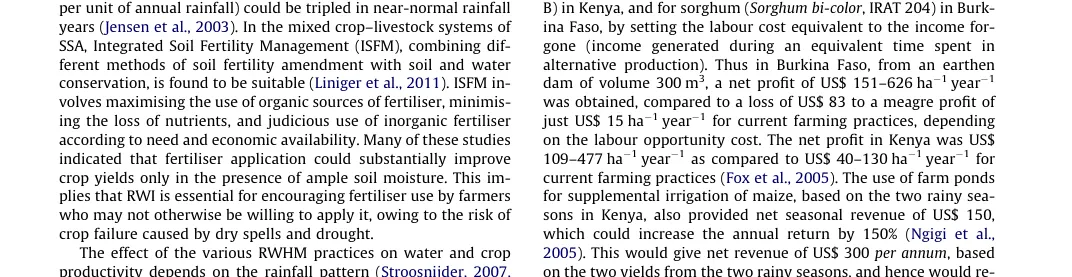 per unit of annual rainfall) could be tripled in near-normal rainfall
years (Jensen et al., 2003). In the mixed crop–livestock systems of
SSA, Integrated Soil Fertility Management (ISFM), combining dif-
ferent methods of soil fertility amendment with soil and water
conservation, is found to be suitable (Liniger et al., 2011). ISFM in-
volves maximising the use of organic sources of fertiliser, minimis-
ing the loss of nutrients, and judicious use of inorganic fertiliser
according to need and economic availability. Many of these studies
indicated that fertiliser application could substantially improve
crop yields only in the presence of ample soil moisture. This im-
plies that RWI is essential for encouraging fertiliser use by farmers
who may not otherwise be willing to apply it, owing to the risk of
crop failure caused by dry spells and drought.
The effect of the various RWHM practices on water and crop
productivity depends on the rainfall pattern (Stroosnijder, 2007,
B) in Kenya, and for sorghum (Sorghum bi-color, IRAT 204) in Burk-
ina Faso, by setting the labour cost equivalent to the income for-
gone (income generated during an equivalent time spent in
alternative production). Thus in Burkina Faso, from an earthen
dam of volume 300 m³, a net profit of US$ 151–626 ha⁻¹ year⁻¹
was obtained, compared to a loss of US$ 83 to a meagre profit of
just US$ 15 ha⁻¹ year⁻¹ for current farming practices, depending
on the labour opportunity cost. The net profit in Kenya was US$
109–477 ha⁻¹ year⁻¹ as compared to US$ 40–130 ha⁻¹ year⁻¹ for
current farming practices (Fox et al., 2005). The use of farm ponds
for supplemental irrigation of maize, based on the two rainy sea-
sons in Kenya, also provided net seasonal revenue of US$ 150,
which could increase the annual return by 150% (Ngigi et al.,
2005). This would give net revenue of US$ 300 per annum, based
on the two yields from the two rainy seasons, and hence would re-